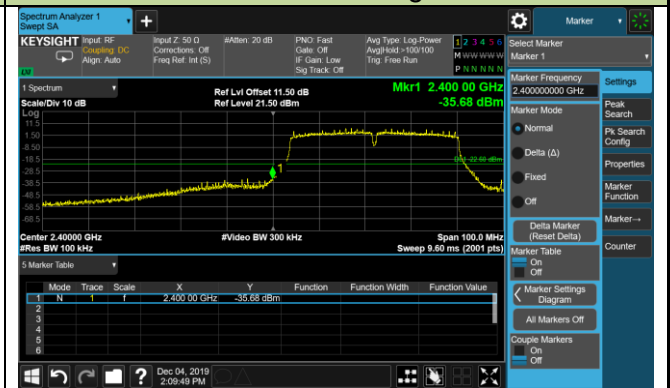 Spectrum Analyzer 1
Swept SA
Marker
KEYSIGHT
Input: RF
Coupling: DC
Align: Auto
Input Z: 50 Ω
Corrections: Off
Freq Ref: Int (S)
#Atten: 20 dB
PNO: Fast
Gate: Off
IF Gain: Low
Sig Track: Off
Avg Type: Log-Power
Avg|Hold:>100/100
Trig: Free Run
1 2 3 4 5 6
M W W W W W
P N N N N N
Select Marker
Marker 1
1 Spectrum
Scale/Div 10 dB
Log
Ref Lvl Offset 11.50 dB
Ref Level 21.50 dBm
Mkr1 2.400 00 GHz
-35.68 dBm
11.5
1.50
-8.50
-18.5
-28.5
-38.5
-48.5
-58.5
-68.5
1
DL1 -22.60 dBm
Center 2.40000 GHz
#Res BW 100 kHz
#Video BW 300 kHz
Span 100.0 MHz
Sweep 9.60 ms (2001 pts)
5 Marker Table
Mode Trace Scale X Y Function Function Width Function Value
1 N 1 f 2.400 00 GHz -35.68 dBm
2
3
4
5
6
Marker Frequency
2.400000000 GHz
Marker Mode
Normal
Delta (Δ)
Fixed
Off
Delta Marker
(Reset Delta)
Marker Table
On
Off
Marker Settings
Diagram
All Markers Off
Couple Markers
On
Off
Settings
Peak
Search
Pk Search
Config
Properties
Marker
Function
Marker→
Counter
Dec 04, 2019
2:09:49 PM